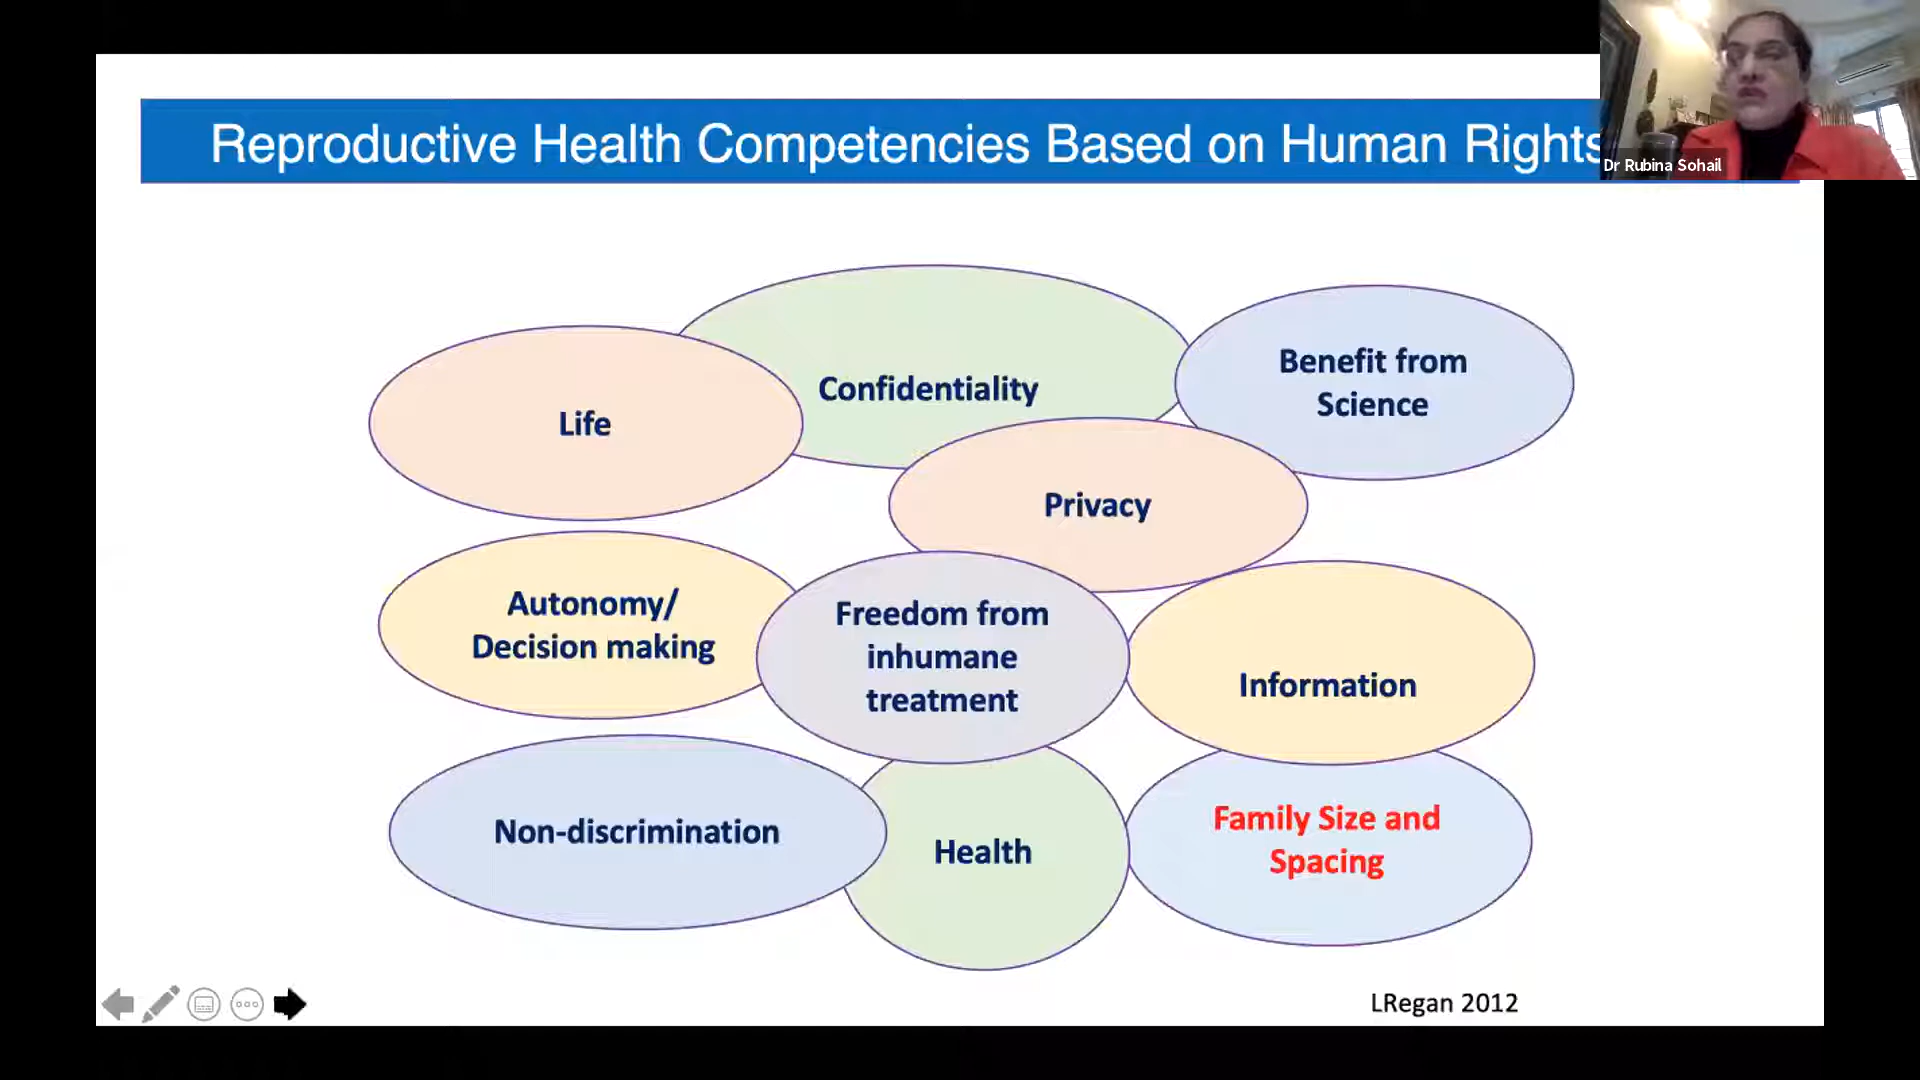 Reproductive Health Competencies Based on Human Rights
Dr Rubina Sohail
Confidentiality
Benefit from
Science
Life
Privacy
Autonomy/
Decision making
Freedom from
inhumane
treatment
Information
Non-discrimination
Health
Family Size and
Spacing
LRegan 2012